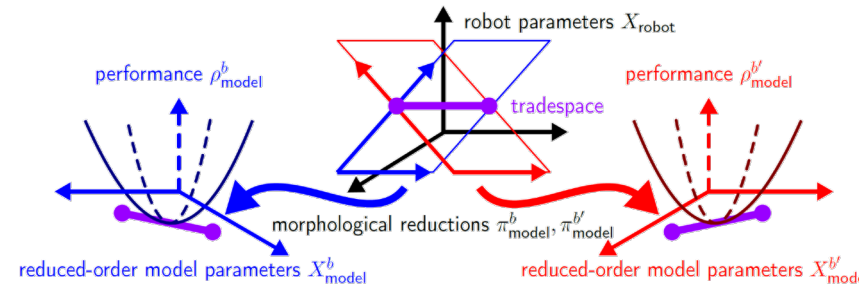 robot parameters X_robot
performance ρ^b_model
performance ρ^b′_model
tradespace
morphological reductions π^b_model, π^b′_model
reduced-order model parameters X^b_model
reduced-order model parameters X^b′_mode